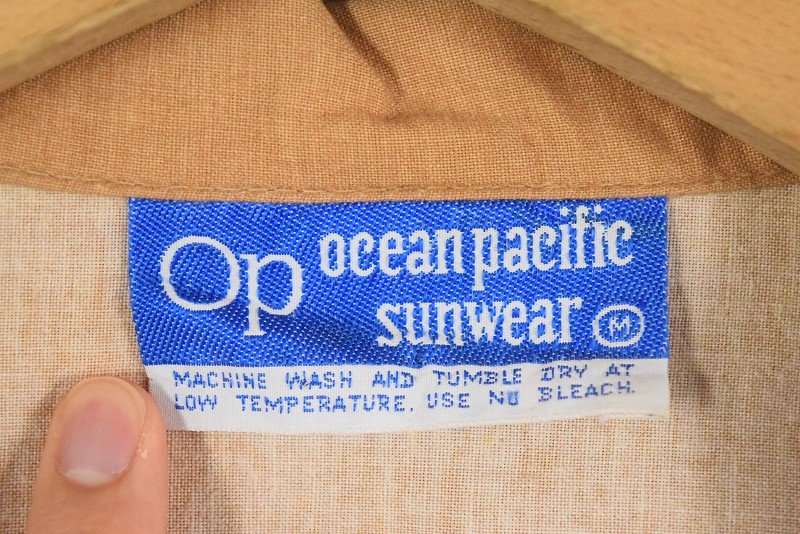 Op ocean pacific
sunwear M
MACHINE WASH AND TUMBLE DRY AT
LOW TEMPERATURE. USE NO BLEACH.